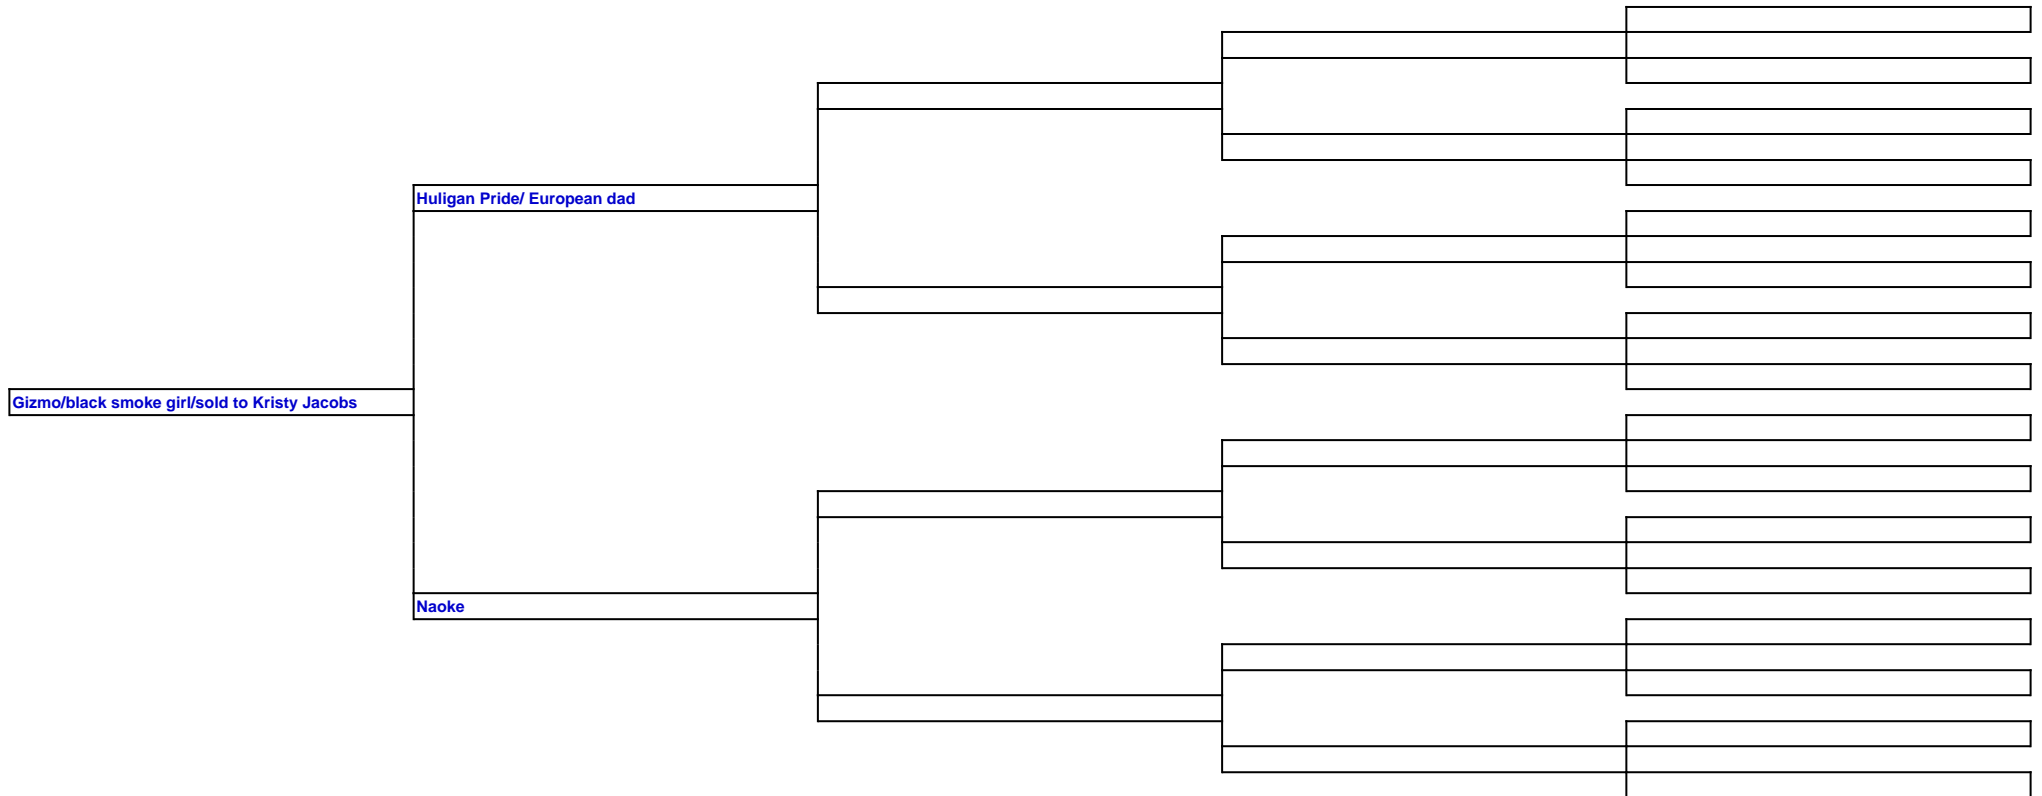 Huligan Pride/ European dad
Gizmo/black smoke girl/sold to Kristy Jacobs
Naoke